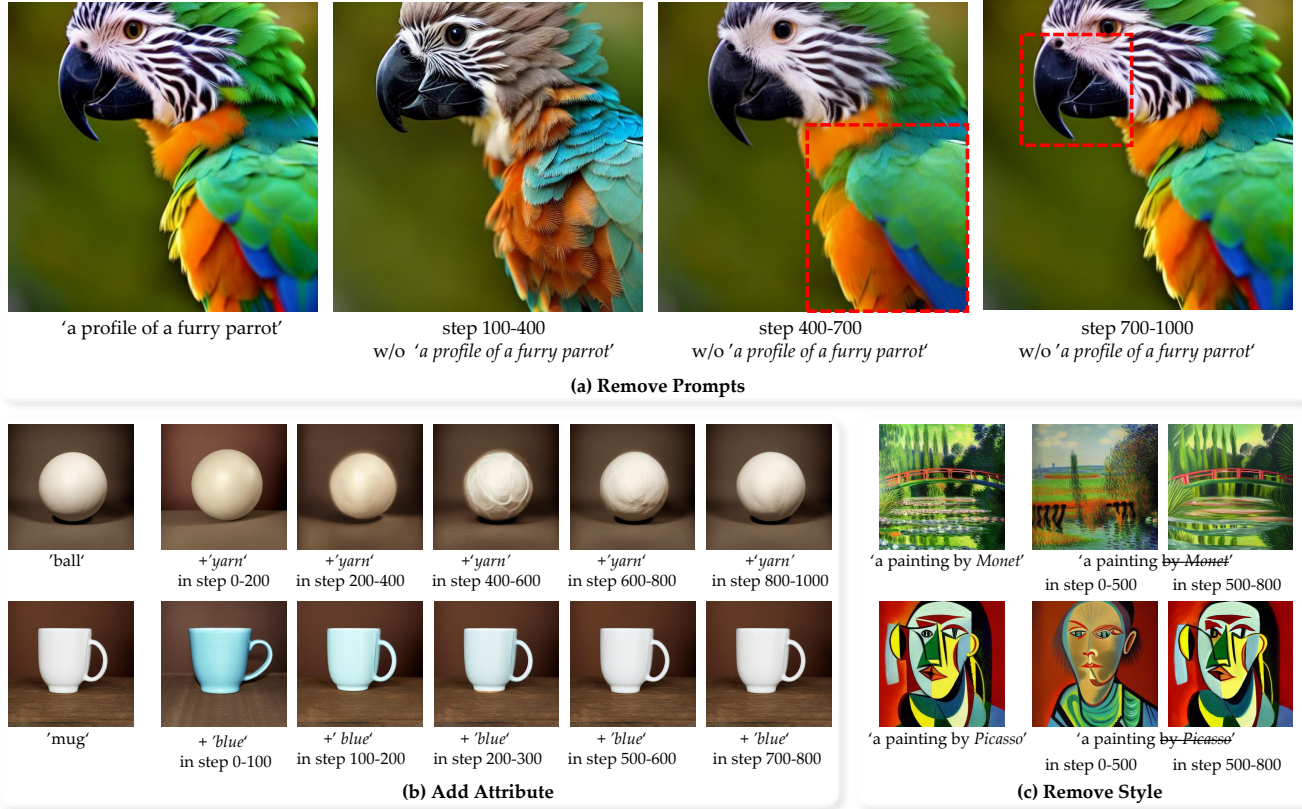 ‘a profile of a furry parrot’
step 100-400
w/o ‘a profile of a furry parrot’
step 400-700
w/o ’a profile of a furry parrot‘
step 700-1000
w/o ’a profile of a furry parrot‘
(a) Remove Prompts
’ball‘
+’yarn‘
in step 0-200
+’yarn‘
in step 200-400
+‘yarn’
in step 400-600
+’yarn‘
in step 600-800
+‘yarn’
in step 800-1000
’mug‘
+ ’blue‘
in step 0-100
+’ blue‘
in step 100-200
+ ’blue‘
in step 200-300
+ ’blue‘
in step 500-600
+ ’blue‘
in step 700-800
(b) Add Attribute
‘a painting by Monet’
‘a painting by Monet’
in step 0-500
in step 500-800
‘a painting by Picasso’
‘a painting by Picasso’
in step 0-500
in step 500-800
(c) Remove Style